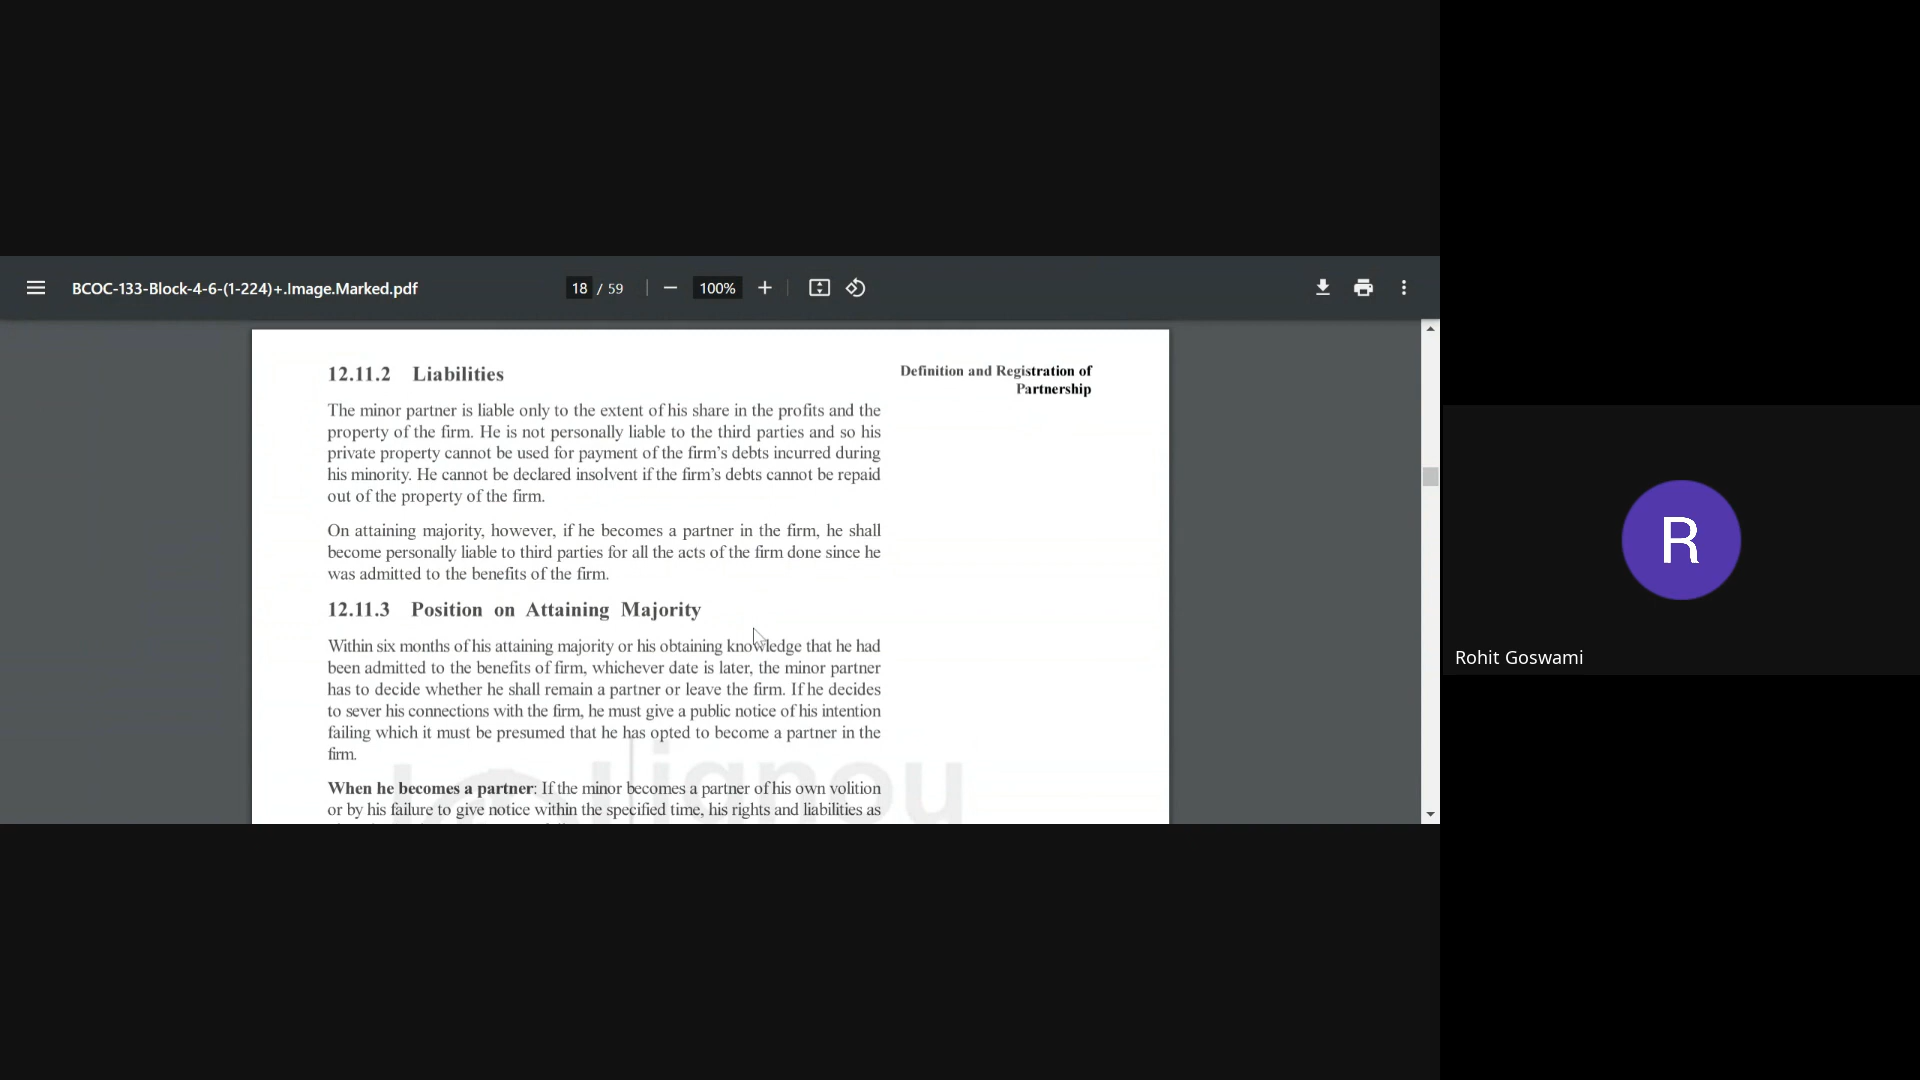 BCOC-133-Block-4-6-(1-224)+.Image.Marked.pdf
18 / 59
100%
12.11.2 Liabilities
Definition and Registration of
Partnership
The minor partner is liable only to the extent of his share in the profits and the
property of the firm. He is not personally liable to the third parties and so his
private property cannot be used for payment of the firm's debts incurred during
his minority. He cannot be declared insolvent if the firm's debts cannot be repaid
out of the property of the firm.
On attaining majority, however, if he becomes a partner in the firm, he shall
become personally liable to third parties for all the acts of the firm done since he
was admitted to the benefits of the firm.
12.11.3 Position on Attaining Majority
Within six months of his attaining majority or his obtaining knowledge that he had
been admitted to the benefits of firm, whichever date is later, the minor partner
has to decide whether he shall remain a partner or leave the firm. If he decides
to sever his connections with the firm, he must give a public notice of his intention
failing which it must be presumed that he has opted to become a partner in the
firm.
When he becomes a partner: If the minor becomes a partner of his own volition
or by his failure to give notice within the specified time, his rights and liabilities as
ignou
R
Rohit Goswami